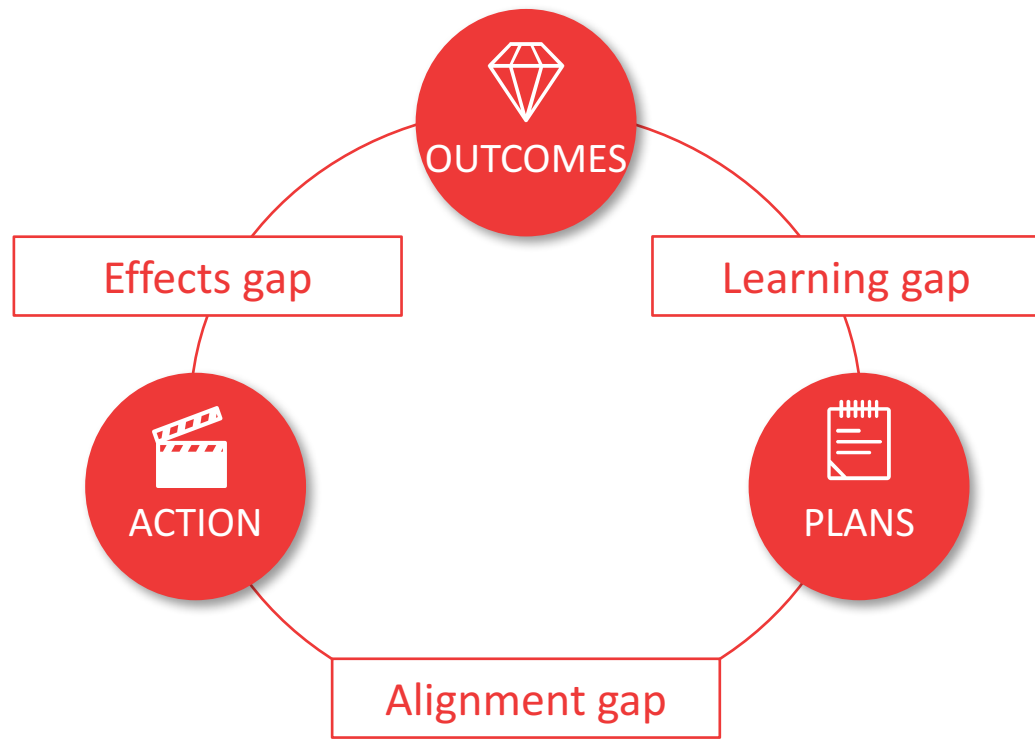 OUTCOMES
Effects gap
Learning gap
ACTION
PLANS
Alignment gap